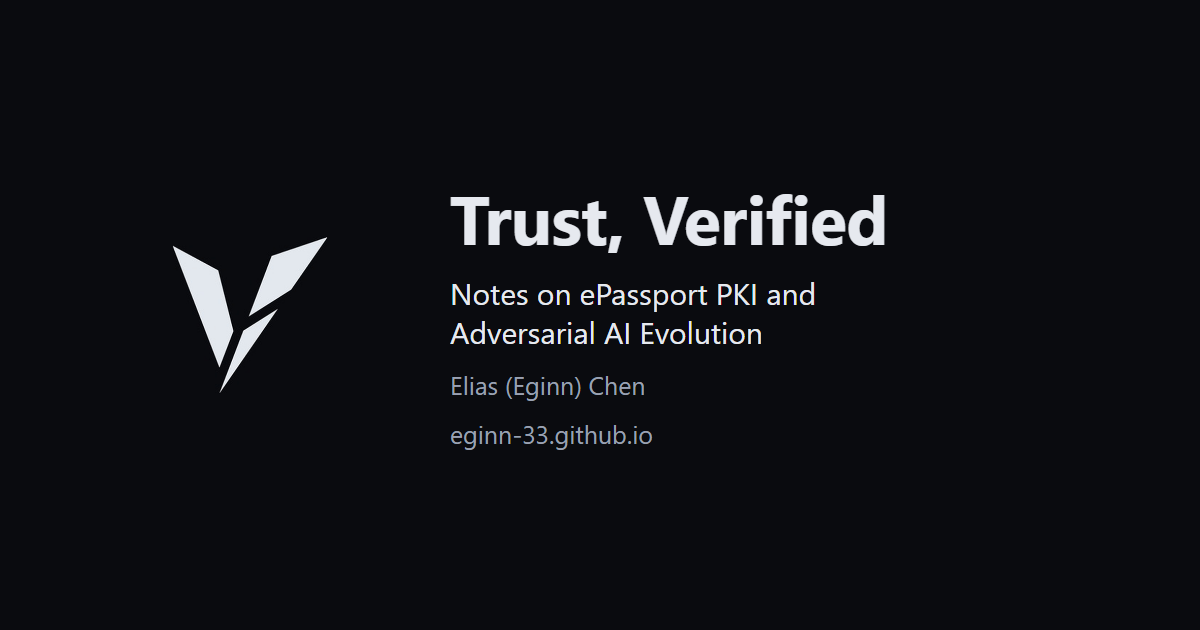 Trust, Verified
Notes on ePassport PKI and
Adversarial AI Evolution
Elias (Eginn) Chen
eginn-33.github.io